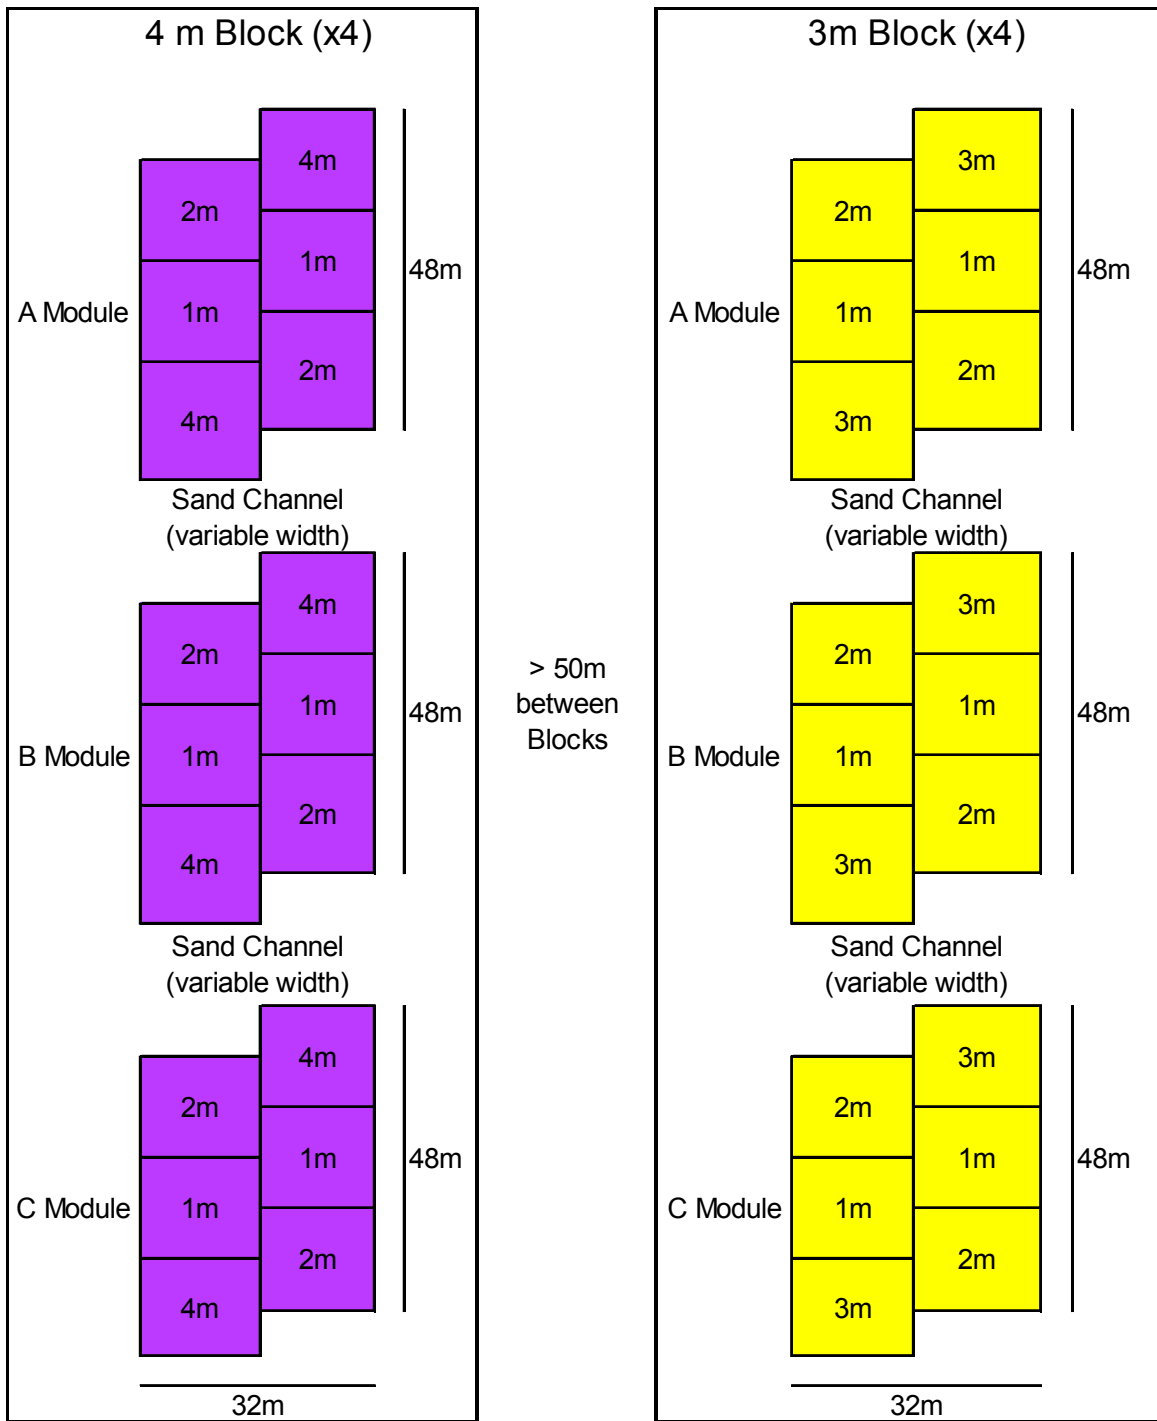 4 m Block (x4)
4m
2m
1m
48m
A Module
1m
2m
4m
Sand Channel
(variable width)
4m
2m
1m
48m
B Module
1m
2m
4m
Sand Channel
(variable width)
4m
2m
1m
48m
C Module
1m
2m
4m
32m
> 50m
between
Blocks
3m Block (x4)
3m
2m
1m
48m
A Module
1m
2m
3m
Sand Channel
(variable width)
3m
2m
1m
48m
B Module
1m
2m
3m
Sand Channel
(variable width)
3m
2m
1m
48m
C Module
1m
2m
3m
32m